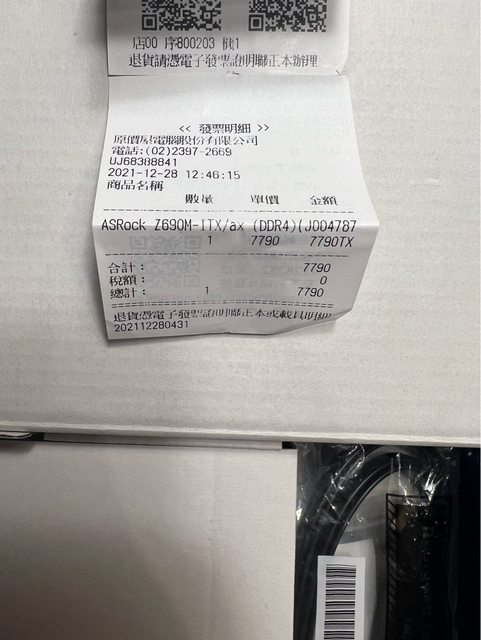 店00 序800203 機1
退貨請憑電子發票證明聯正本辦理
<< 發票明細 >>
原價屋電腦股份有限公司
電話:(02)2397-2669
UJ68388841
2021-12-28 12:46:15
商品名稱
數量 單價 金額
ASRock Z690M-ITX/ax (DDR4)(J004787
1 7790 7790TX
合計: 7790
稅額: 0
總計: 1 7790
退貨憑電子發票證明聯正本或載具明細
202112280431